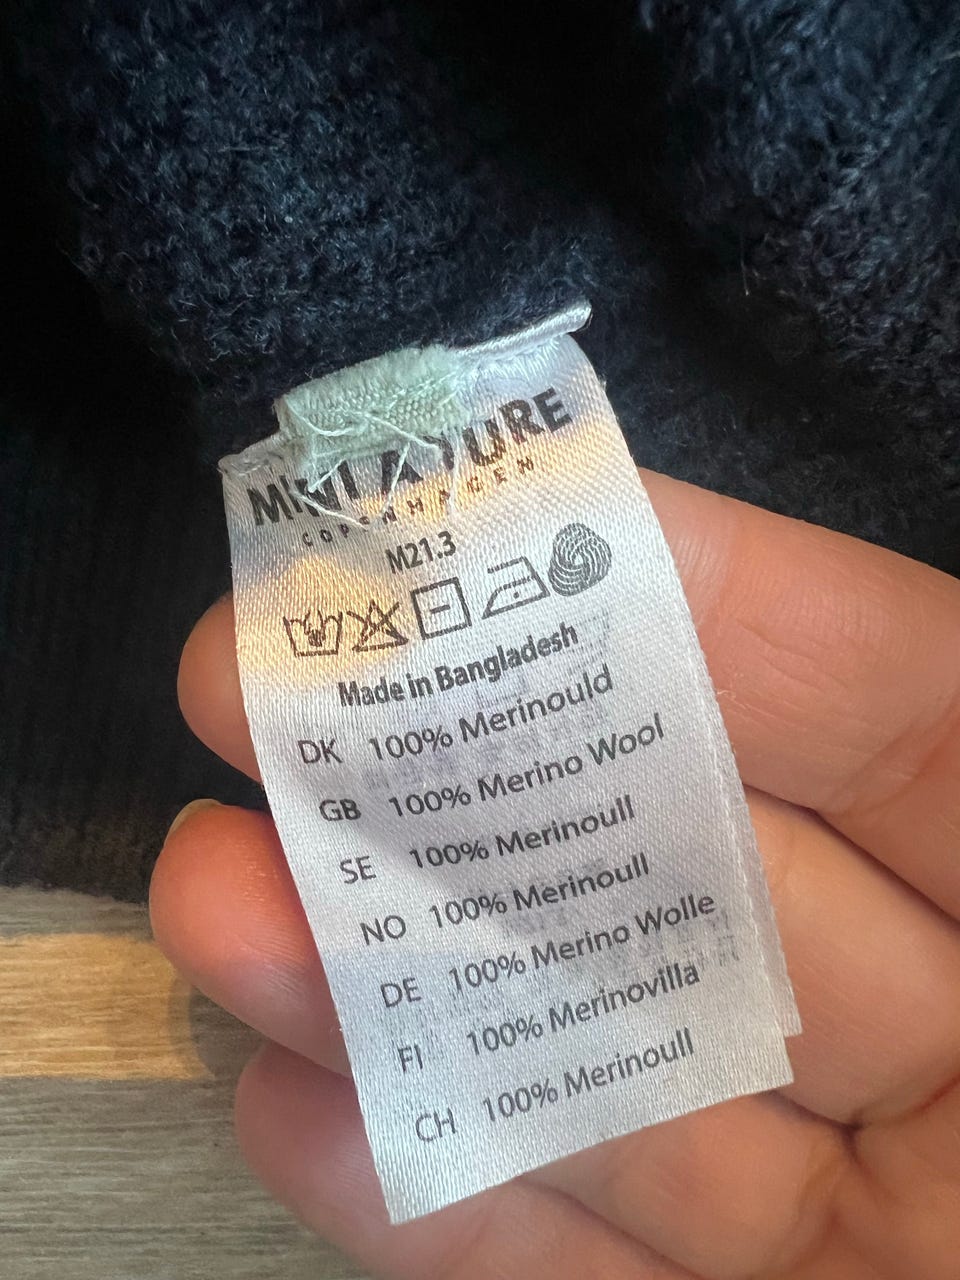 MINIATURE
COPENHAGEN
M21.3
Made in Bangladesh
DK 100% Merinould
GB 100% Merino Wool
SE 100% Merinoull
NO 100% Merinoull
DE 100% Merino Wolle
FI 100% Merinovilla
CH 100% Merinoull